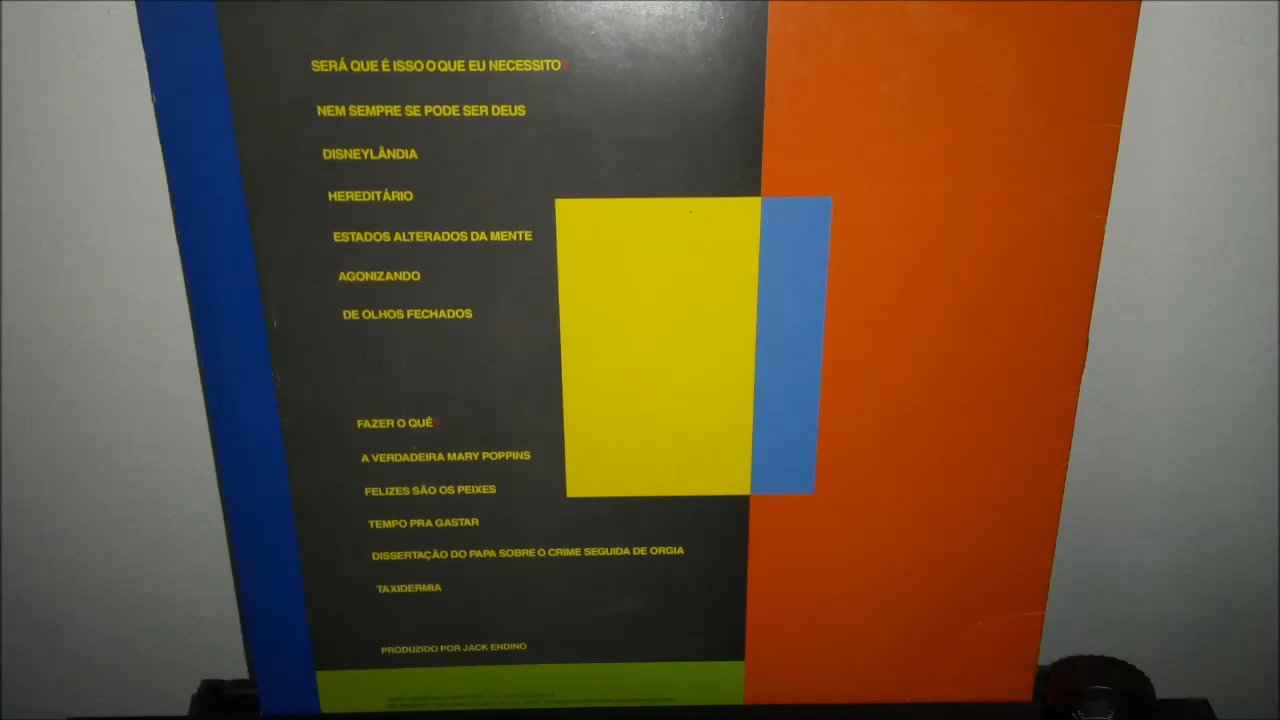 SERÁ QUE É ISSO O QUE EU NECESSITO?
NEM SEMPRE SE PODE SER DEUS
DISNEYLÂNDIA
HEREDITÁRIO
ESTADOS ALTERADOS DA MENTE
AGONIZANDO
DE OLHOS FECHADOS
FAZER O QUÊ?
A VERDADEIRA MARY POPPINS
FELIZES SÃO OS PEIXES
TEMPO PRA GASTAR
DISSERTAÇÃO DO PAPA SOBRE O CRIME SEGUIDA DE ORGIA
TAXIDERMIA
PRODUZIDO POR JACK ENDINO